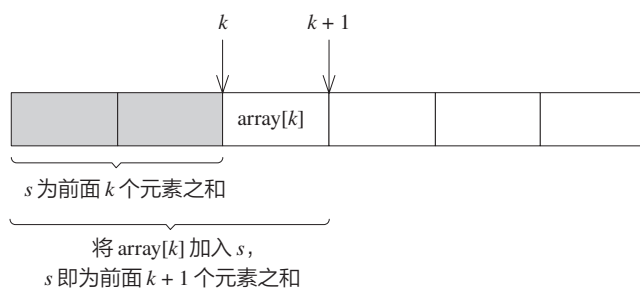 k
k + 1
array[k]
s 为前面 k 个元素之和
将 array[k] 加入 s，
s 即为前面 k + 1 个元素之和